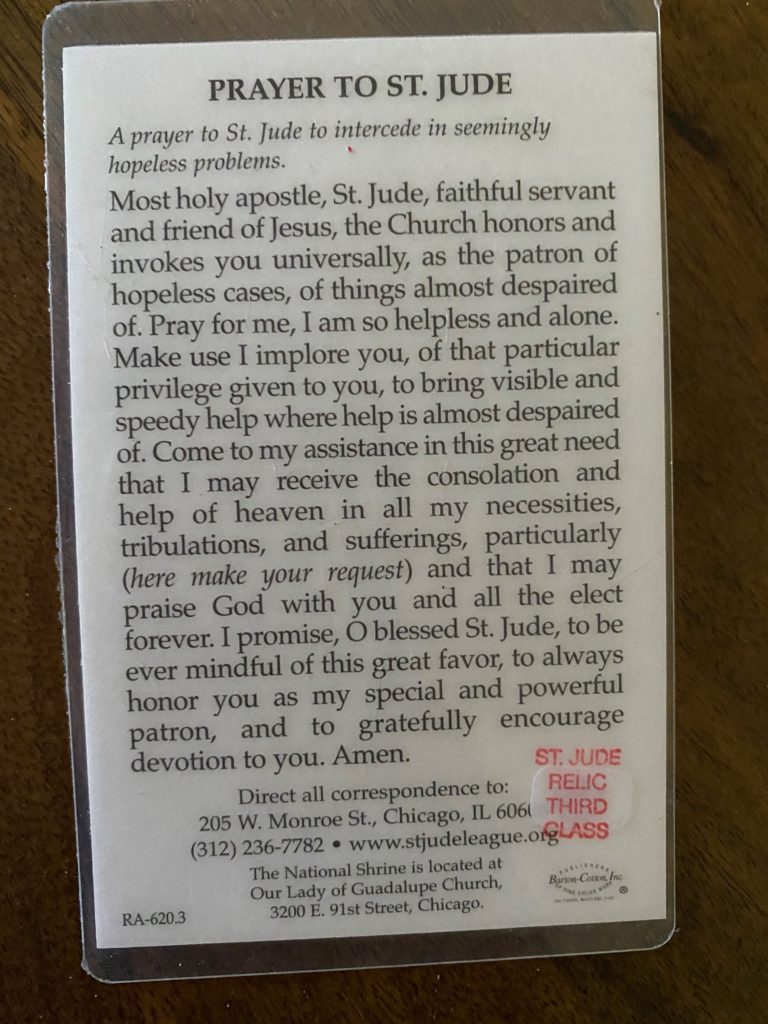 PRAYER TO ST. JUDE
A prayer to St. Jude to intercede in seemingly
hopeless problems.
Most holy apostle, St. Jude, faithful servant
and friend of Jesus, the Church honors and
invokes you universally, as the patron of
hopeless cases, of things almost despaired
of. Pray for me, I am so helpless and alone.
Make use I implore you, of that particular
privilege given to you, to bring visible and
speedy help where help is almost despaired
of. Come to my assistance in this great need
that I may receive the consolation and
help of heaven in all my necessities,
tribulations, and sufferings, particularly
(here make your request) and that I may
praise God with you and all the elect
forever. I promise, O blessed St. Jude, to be
ever mindful of this great favor, to always
honor you as my special and powerful
patron, and to gratefully encourage
devotion to you. Amen.
ST. JUDE
RELIC
THIRD
CLASS
Direct all correspondence to:
205 W. Monroe St., Chicago, IL 606
(312) 236-7782 • www.stjudeleague.org
The National Shrine is located at
Our Lady of Guadalupe Church,
3200 E. 91st Street, Chicago.
RA-620.3
PUBLISHERS
Barton-Cotton, Inc.
OF FINE COLOR WORK
®